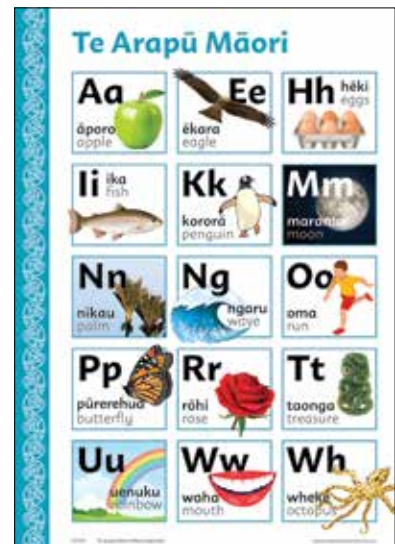 Te Arapū Māori
Aa
āporo
apple
Ee
ēkara
eagle
Hh
hēki
eggs
Ii
ika
fish
Kk
kororā
penguin
Mm
marama
moon
Nn
nīkau
palm
Ng
ngaru
wave
Oo
oma
run
Pp
pūrerehua
butterfly
Rr
rōhi
rose
Tt
taonga
treasure
Uu
uenuku
rainbow
Ww
waha
mouth
Wh
wheke
octopus